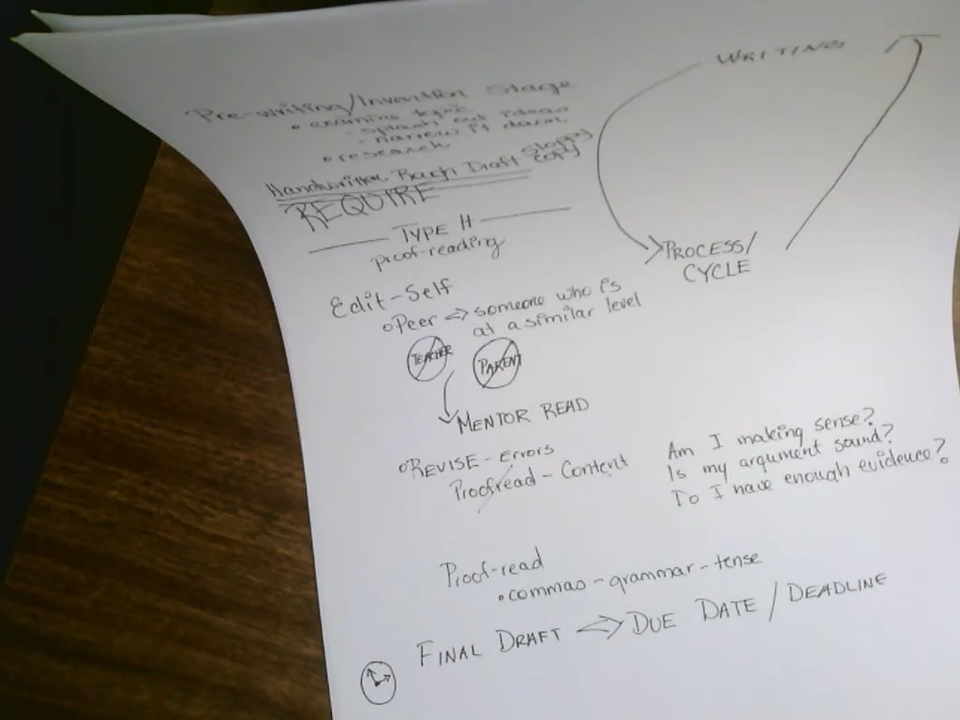 WRITING
Pre-writing/Invention Stage
• examine topic
- splash out ideas
- narrow it down
• research
Handwritten Rough Draft Sloppy Copy
REQUIRE
TYPE It
proof-reading
PROCESS/
CYCLE
Edit-Self
Peer ⇒ someone who is
at a similar level
TEACHER PARENT
MENTOR READ
REVISE - Errors
Proofread - Content
Am I making sense?
Is my argument sound?
Do I have enough evidence?
Proof-read
• commas - grammar - tense
FINAL DRAFT ⇔ DUE DATE / DEADLINE